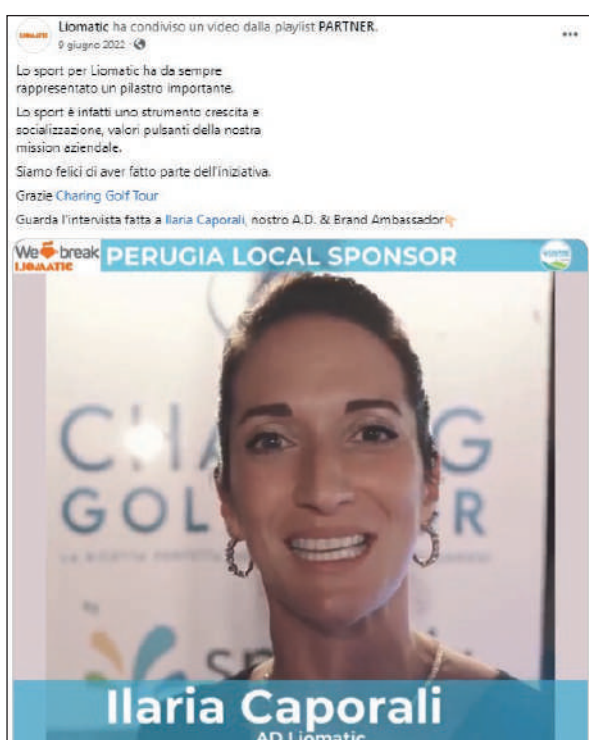 Liomatic ha condiviso un video dalla playlist PARTNER.
9 giugno 2022 ·
Lo sport per Liomatic ha da sempre
rappresentato un pilastro importante.
Lo sport è infatti uno strumento crescita e
socializzazione, valori pulsanti della nostra
mission aziendale.
Siamo felici di aver fatto parte dell'iniziativa.
Grazie Charing Golf Tour
Guarda l'intervista fatta a Ilaria Caporali, nostro A.D. & Brand Ambassador
We break PERUGIA LOCAL SPONSOR
LIOMATIC
CHA G
GOL R
Ilaria Caporali
AD Liomatic